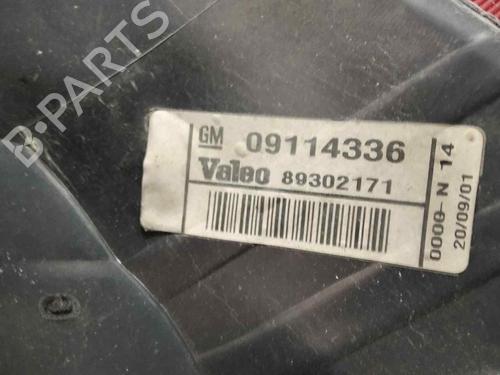 B-PARTS
GM 09114336
Valeo 89302171
0000-N 14
20/09/01